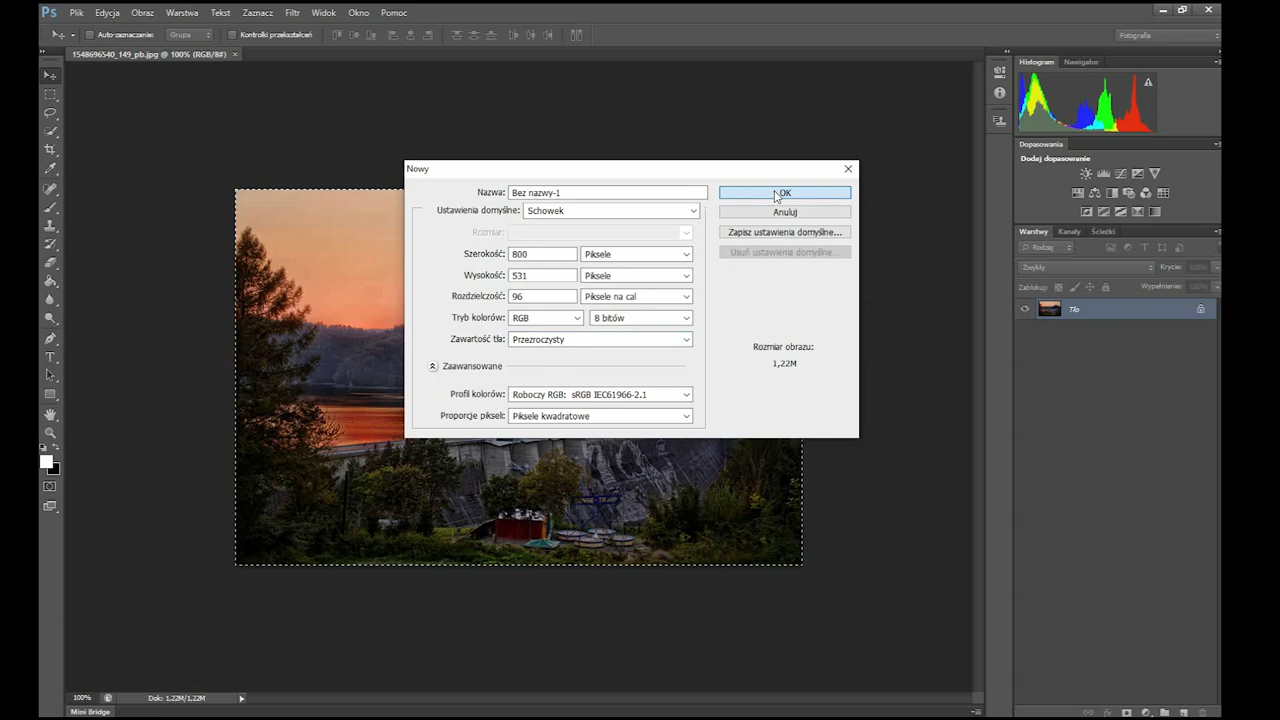 Ps Plik Edycja Obraz Warstwa Tekst Zaznacz Filtr Widok Okno Pomoc
Auto-zaznaczanie: Grupa Kontrolki przekształceń Fotografia
1548696540_149_pb.jpg @ 100% (RGB/8#) ×
Histogram Nawigator
Dopasowania
Dodaj dopasowanie
Warstwy Kanały Ścieżki
Rodzaj
Zwykły Krycie: 100%
Zablokuj: Wypełnienie: 100%
Tło
Nowy
Nazwa: Bez nazwy-1 OK
Ustawienia domyślne: Schowek Anuluj
Rozmiar: Zapisz ustawienia domyślne...
Usuń ustawienia domyślne...
Szerokość: 800 Piksele
Wysokość: 531 Piksele
Rozdzielczość: 96 Piksele na cal
Tryb kolorów: RGB 8 bitów
Zawartość tła: Przezroczysty
Rozmiar obrazu:
1,22M
Zaawansowane
Profil kolorów: Roboczy RGB: sRGB IEC61966-2.1
Proporcje pikseli: Piksele kwadratowe
100% Dok: 1,22M/1,22M
Mini Bridge